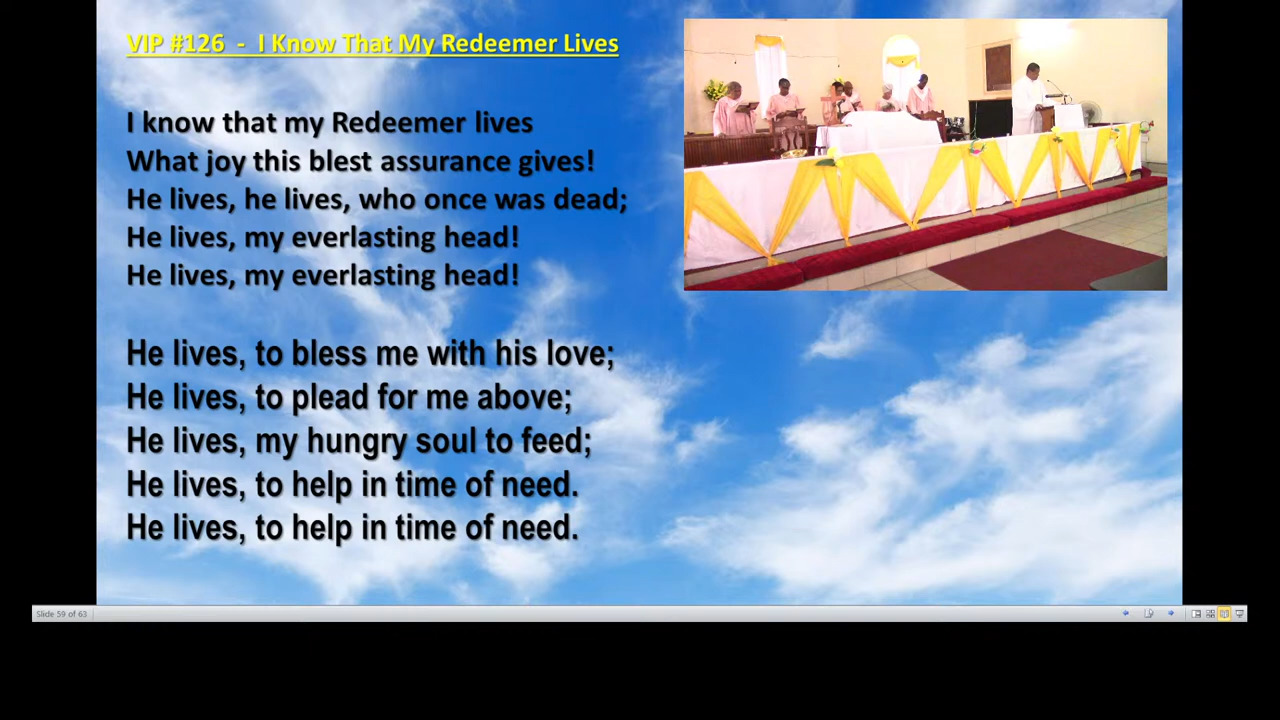 VIP #126 - I Know That My Redeemer Lives
I know that my Redeemer lives
What joy this blest assurance gives!
He lives, he lives, who once was dead;
He lives, my everlasting head!
He lives, my everlasting head!
He lives, to bless me with his love;
He lives, to plead for me above;
He lives, my hungry soul to feed;
He lives, to help in time of need.
He lives, to help in time of need.
Slide 59 of 63